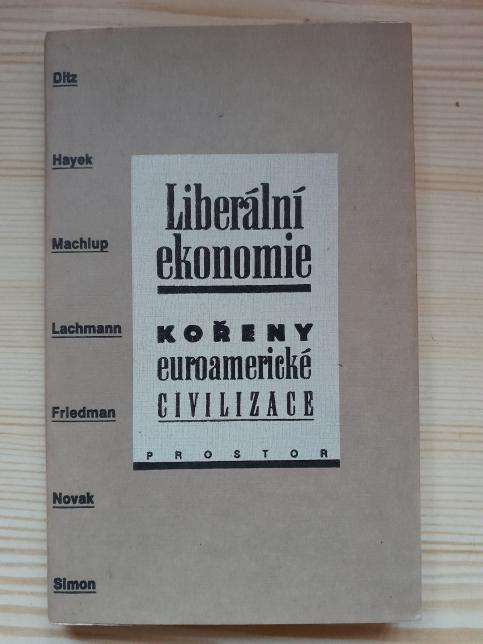 Ditz
Hayek
Machlup
Lachmann
Friedman
Novak
Simon
Liberální
ekonomie
KOŘENY
euroamerické
CIVILIZACE
PROSTOR